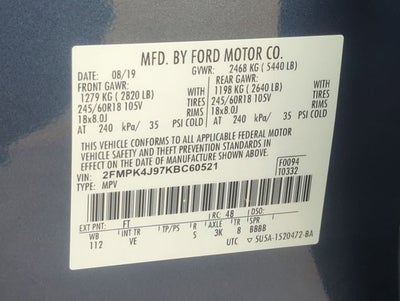 MFD. BY FORD MOTOR CO.
DATE: 08/19 GVWR: 2468 KG ( 5440 LB)
FRONT GAWR: REAR GAWR:
1279 KG ( 2820 LB) WITH 1198 KG ( 2640 LB) WITH
245/60R18 105V TIRES 245/60R18 105V TIRES
18x8.0J RIMS 18x8.0J RIMS
AT 240 kPa/ 35 PSI COLD AT 240 kPa/ 35 PSI COLD
THIS VEHICLE CONFORMS TO ALL APPLICABLE FEDERAL MOTOR
VEHICLE SAFETY AND THEFT PREVENTION STANDARDS IN EFFECT ON
THE DATE OF MANUFACTURE SHOWN ABOVE.
VIN: 2FMPK4J97KBC60521 F0094
TYPE: MPV 10332
EXT PNT: FT RC: 48 DSO:
WB INT TR TP/PS R AXLE TR SPR
112 VE S 3K 8 BBBB
UTC ▽ 5U5A-1520472-BA